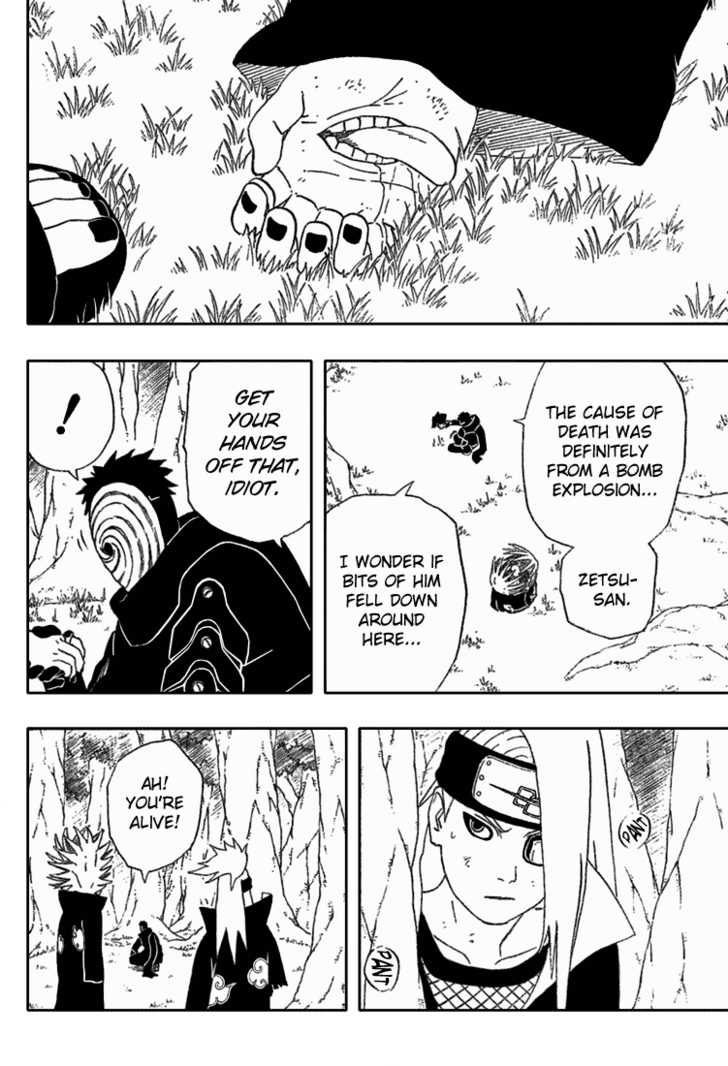 THE CAUSE OF
DEATH WAS
DEFINITELY
FROM A BOMB
EXPLOSION...
ZETSU-
SAN.
I WONDER IF
BITS OF HIM
FELL DOWN
AROUND
HERE...
GET
YOUR
HANDS
OFF THAT,
IDIOT.
!
PANT
PANT
AH!
YOU'RE
ALIVE!